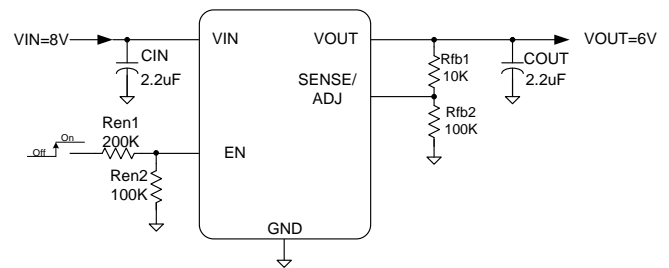 VIN=8V
CIN
2.2uF
VIN
VOUT
SENSE/
ADJ
EN
GND
Rfb1
10K
Rfb2
100K
COUT
2.2uF
VOUT=6V
Off
On
Ren1
200K
Ren2
100K